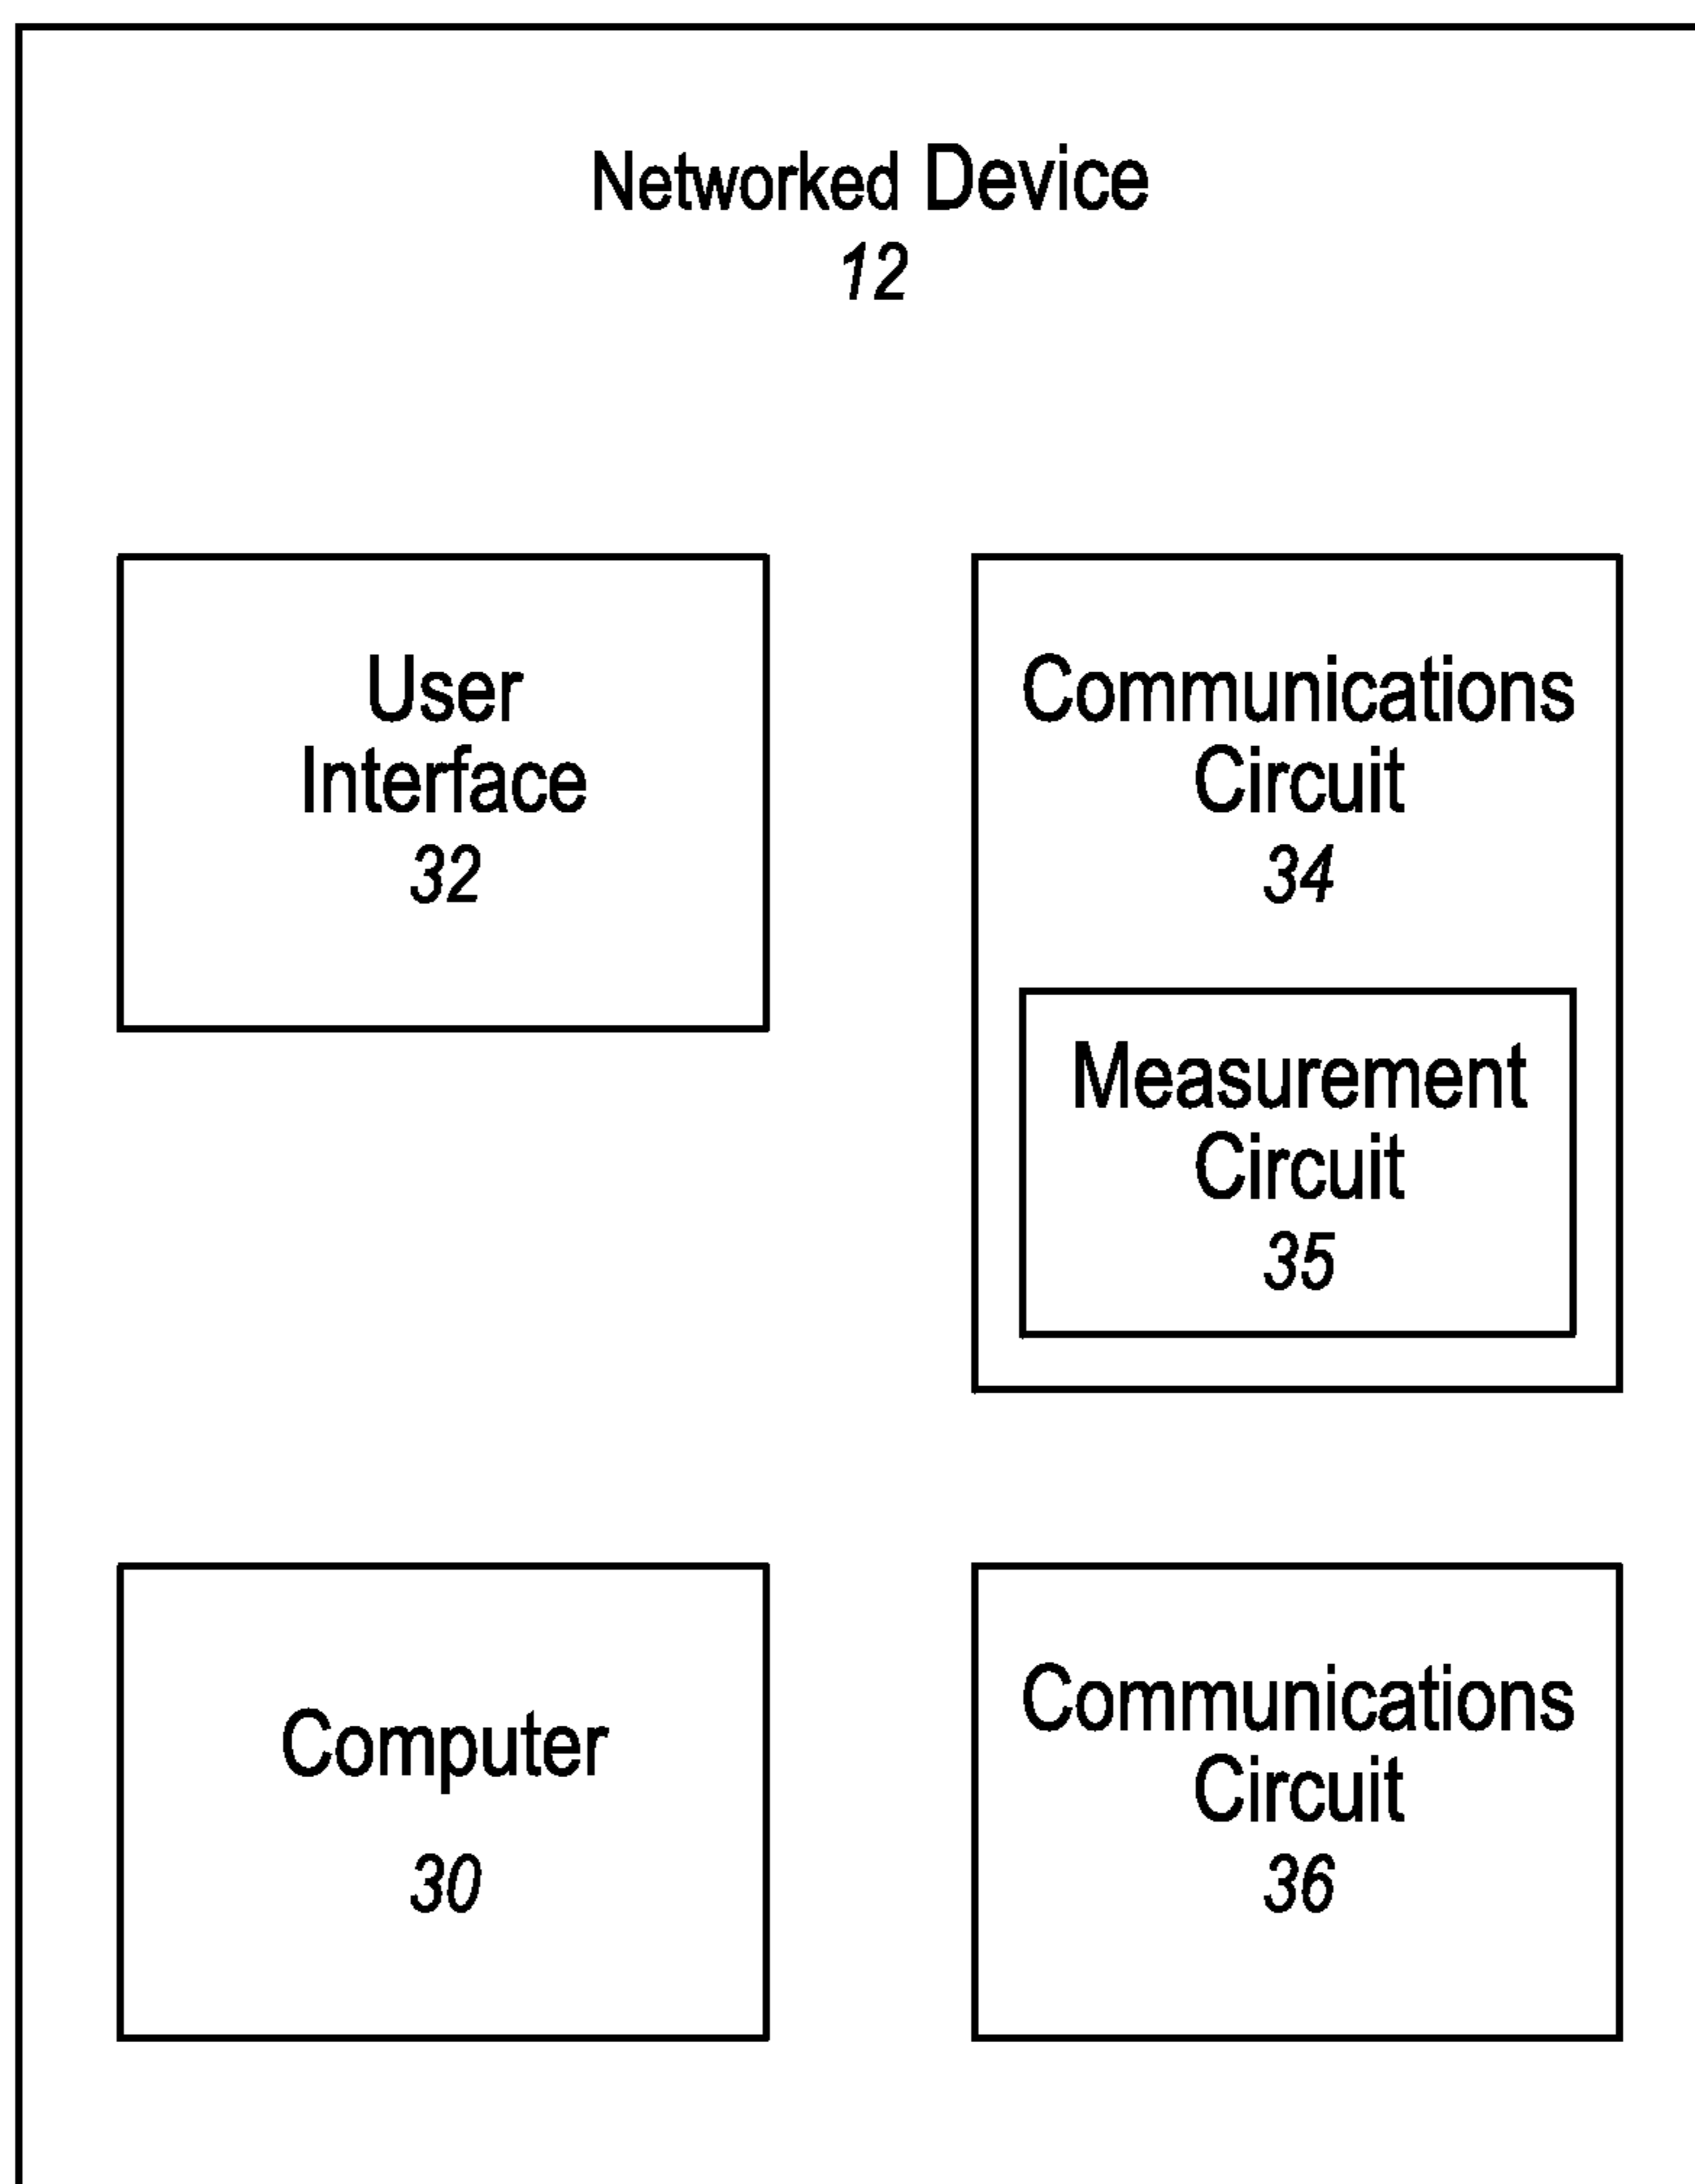 Networked Device
12
User
Interface
32
Communications
Circuit
34
Measurement
Circuit
35
Computer
30
Communications
Circuit
36